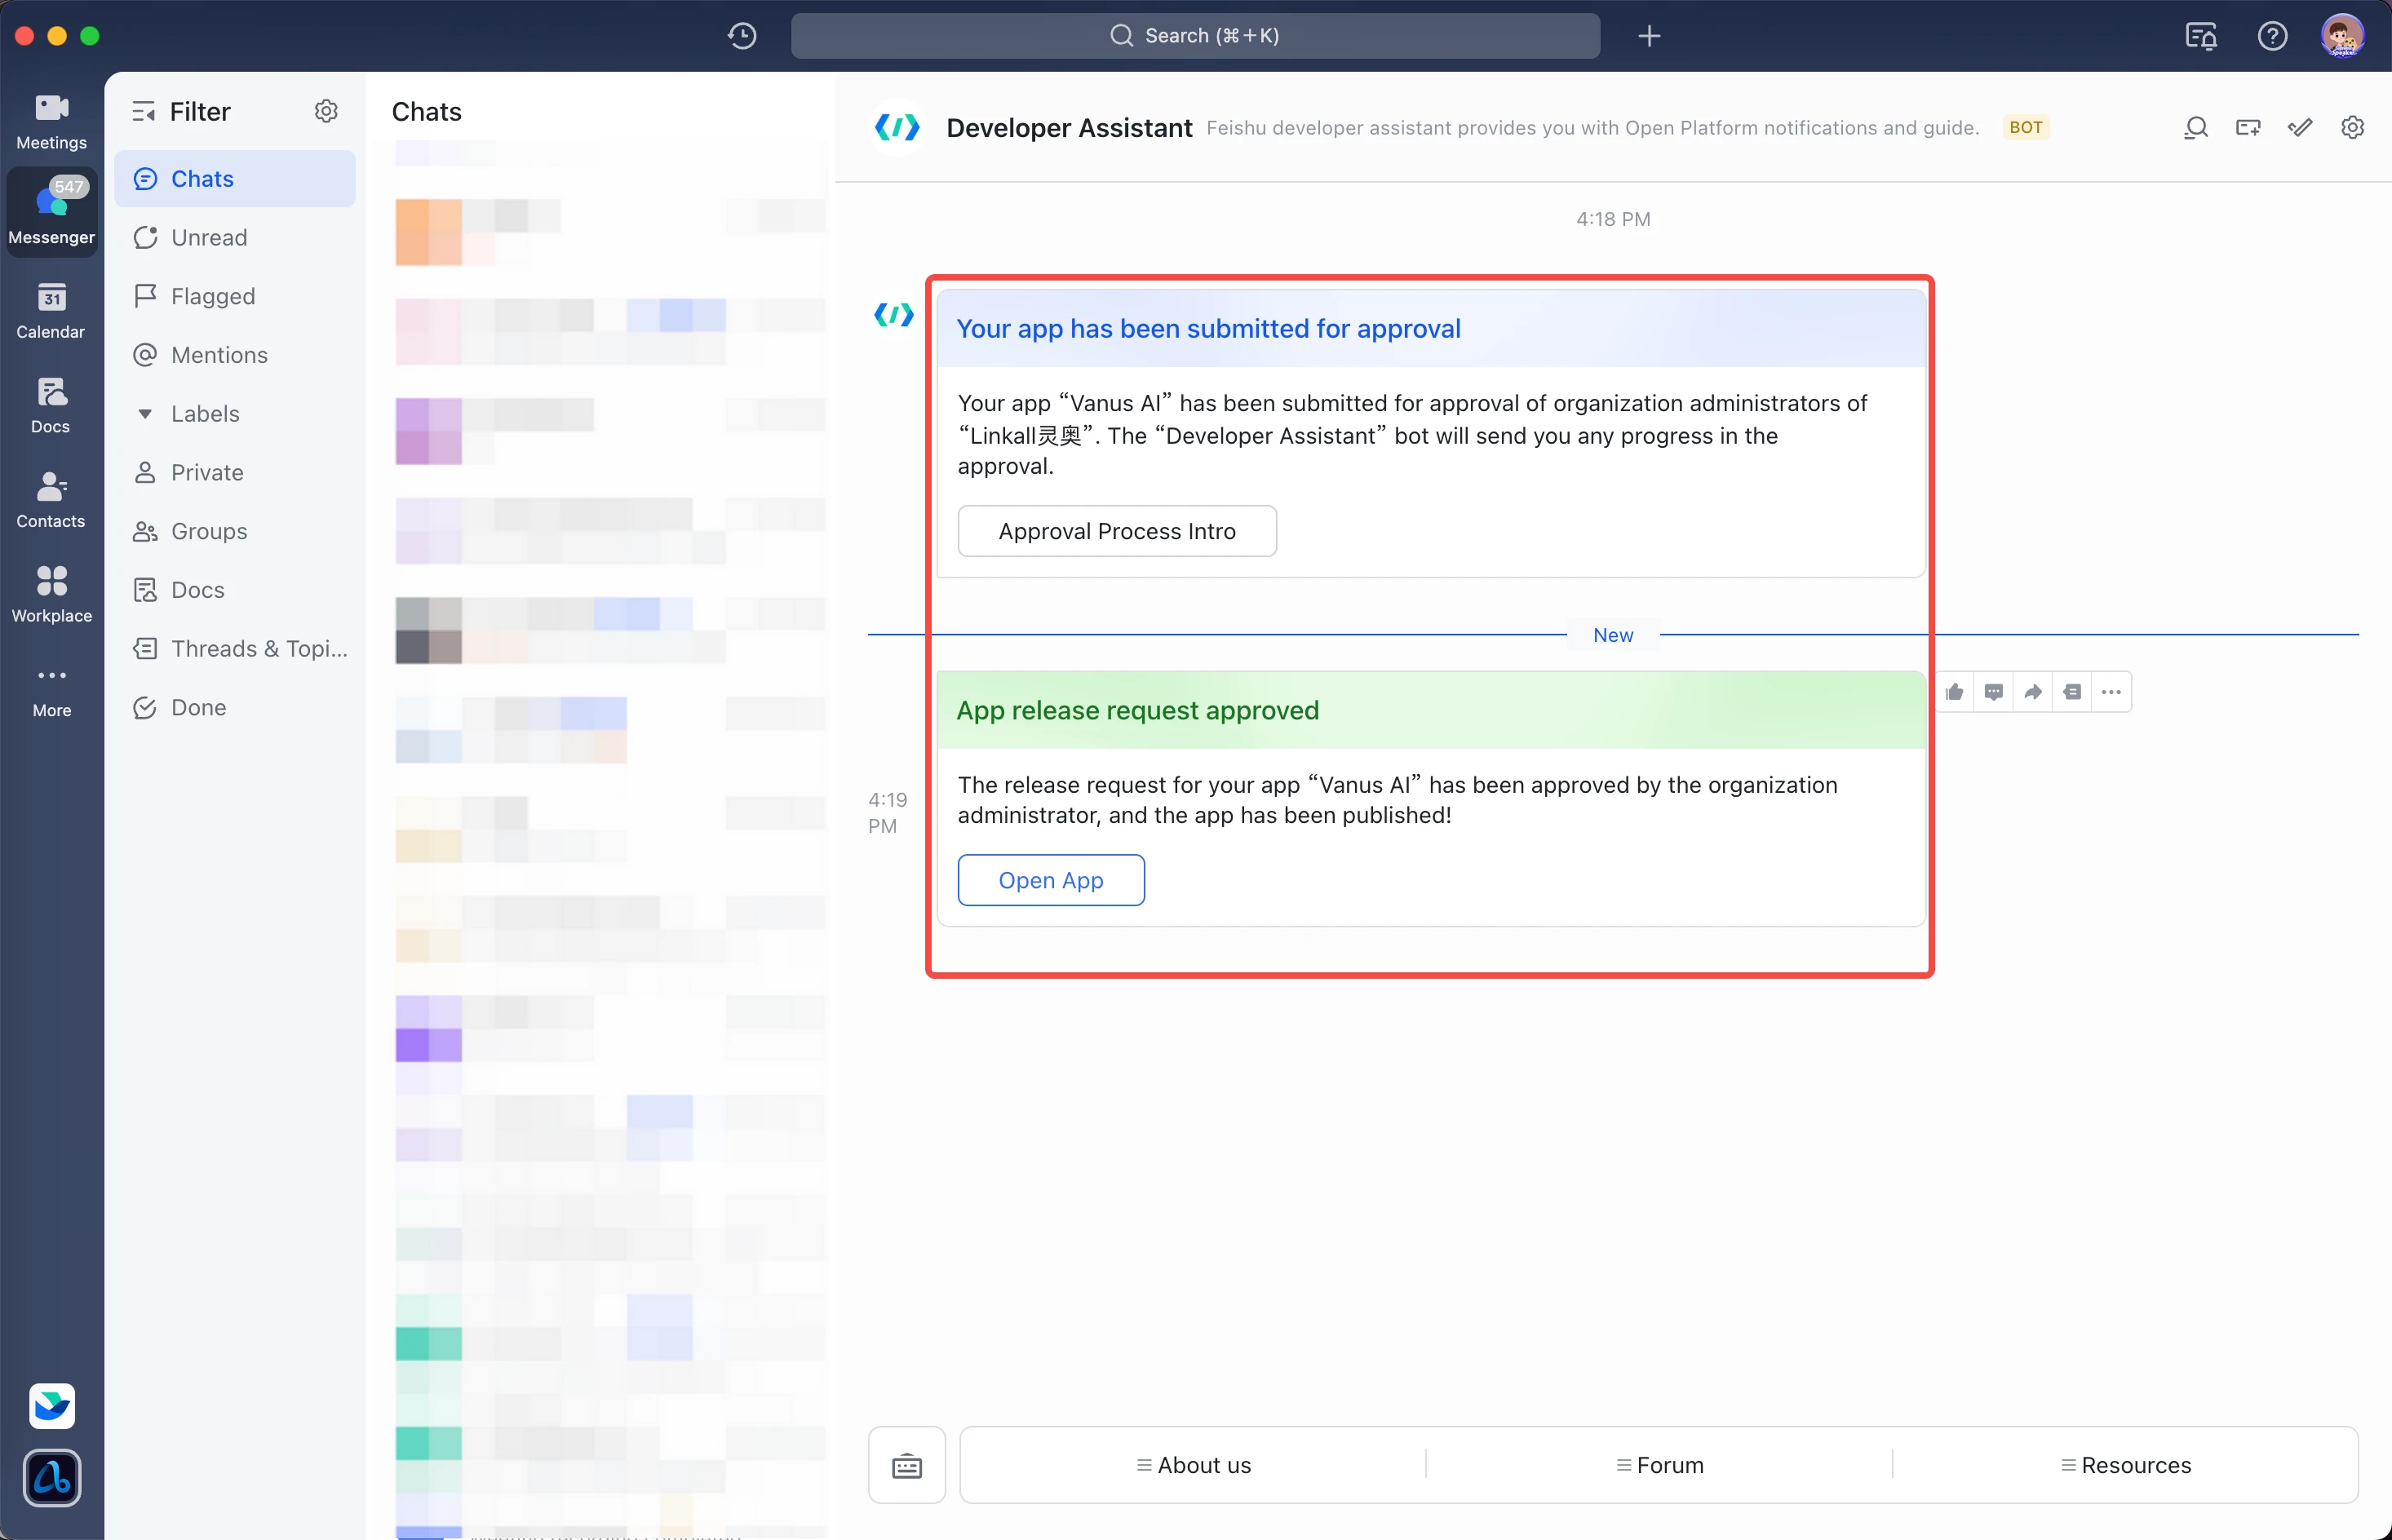 Search (⌘+K)
Meetings
547
Messenger
31
Calendar
Docs
Contacts
Workplace
More
Filter
Chats
Unread
Flagged
Mentions
Labels
Private
Groups
Docs
Threads & Topi...
Done
Chats
Developer Assistant
Feishu developer assistant provides you with Open Platform notifications and guide.
BOT
4:18 PM
Your app has been submitted for approval
Your app “Vanus AI” has been submitted for approval of organization administrators of
“Linkall灵奥”. The “Developer Assistant” bot will send you any progress in the
approval.
Approval Process Intro
New
App release request approved
4:19
PM
The release request for your app “Vanus AI” has been approved by the organization
administrator, and the app has been published!
Open App
About us
Forum
Resources